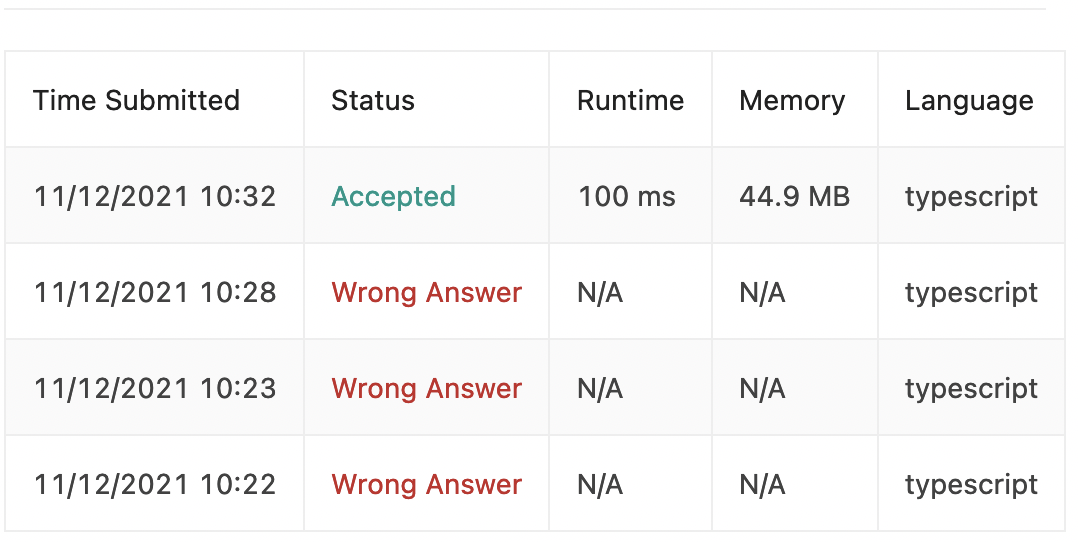 Time Submitted Status Runtime Memory Language
11/12/2021 10:32 Accepted 100 ms 44.9 MB typescript
11/12/2021 10:28 Wrong Answer N/A N/A typescript
11/12/2021 10:23 Wrong Answer N/A N/A typescript
11/12/2021 10:22 Wrong Answer N/A N/A typescript